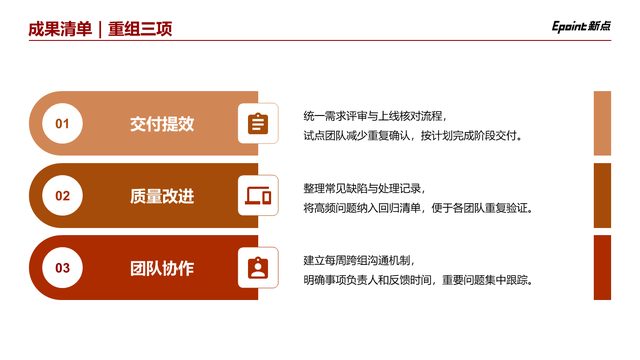 成果清单｜重组三项
Epoint新点
01
交付提效
统一需求评审与上线核对流程，
试点团队减少重复确认，按计划完成阶段交付。
02
质量改进
整理常见缺陷与处理记录，
将高频问题纳入回归清单，便于各团队重复验证。
03
团队协作
建立每周跨组沟通机制，
明确事项负责人和反馈时间，重要问题集中跟踪。